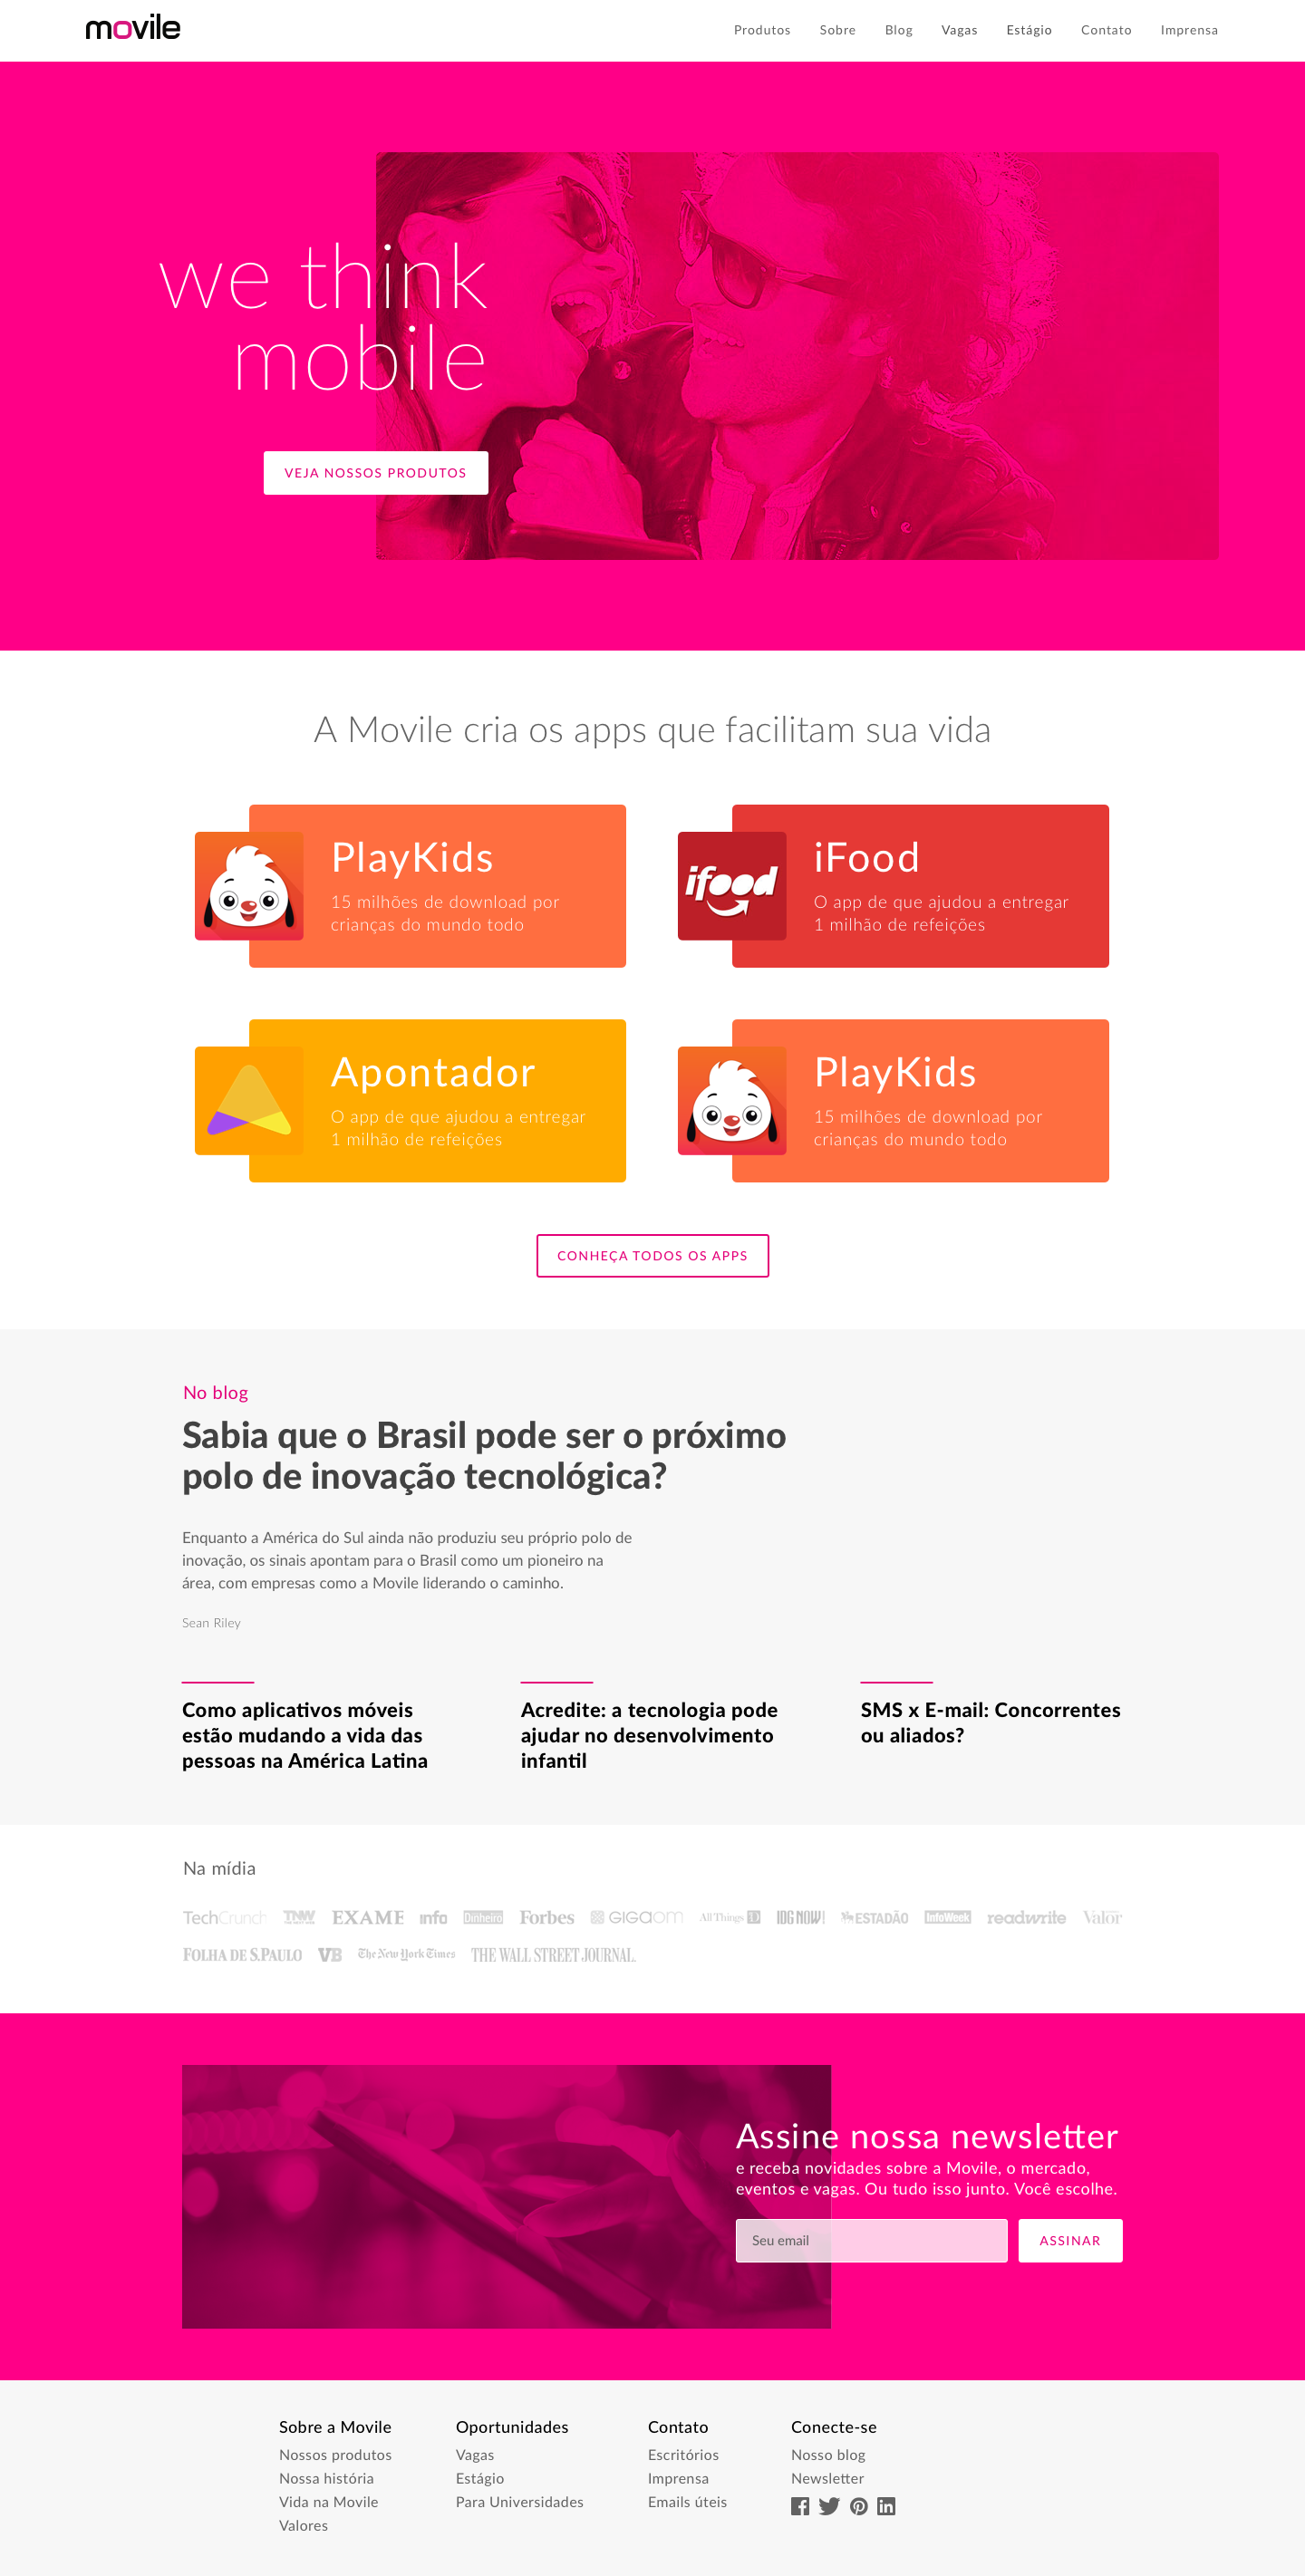 movile
Produtos Sobre Blog Vagas Estágio Contato Imprensa
we think
mobile
VEJA NOSSOS PRODUTOS
A Movile cria os apps que facilitam sua vida
PlayKids
15 milhões de download por
crianças do mundo todo
ifood
iFood
O app de que ajudou a entregar
1 milhão de refeições
Apontador
O app de que ajudou a entregar
1 milhão de refeições
PlayKids
15 milhões de download por
crianças do mundo todo
CONHEÇA TODOS OS APPS
No blog
Sabia que o Brasil pode ser o próximo
polo de inovação tecnológica?
Enquanto a América do Sul ainda não produziu seu próprio polo de
inovação, os sinais apontam para o Brasil como um pioneiro na
área, com empresas como a Movile liderando o caminho.
Sean Riley
Como aplicativos móveis
estão mudando a vida das
pessoas na América Latina
Acredite: a tecnologia pode
ajudar no desenvolvimento
infantil
SMS x E-mail: Concorrentes
ou aliados?
Na mídia
TechCrunch TNW EXAME info Dinheiro Forbes GIGAOM All Things D IDG NOW! ESTADÃO InfoWeek readwrite Valor
FOLHA DE S.PAULO VB The New York Times THE WALL STREET JOURNAL.
Assine nossa newsletter
e receba novidades sobre a Movile, o mercado,
eventos e vagas. Ou tudo isso junto. Você escolhe.
Seu email
ASSINAR
Sobre a Movile
Nossos produtos
Nossa história
Vida na Movile
Valores
Oportunidades
Vagas
Estágio
Para Universidades
Contato
Escritórios
Imprensa
Emails úteis
Conecte-se
Nosso blog
Newsletter